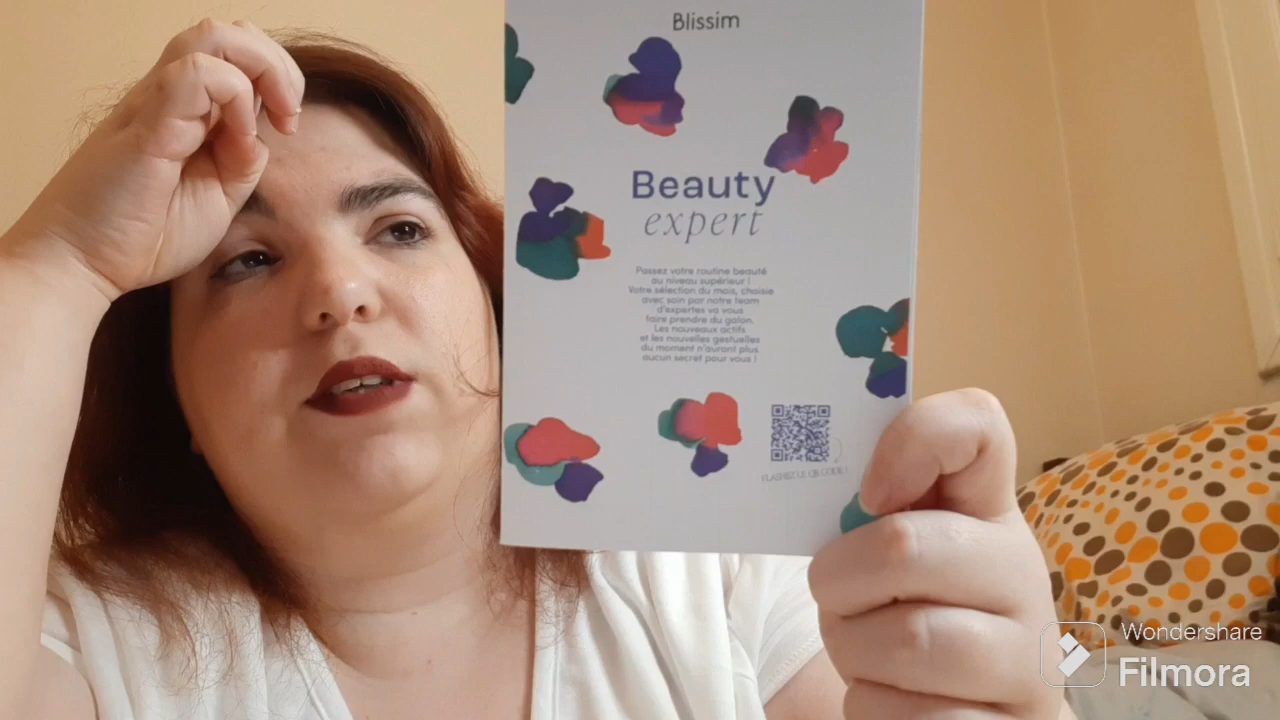 Blissim
Beauty
expert
Passez votre routine beauté
au niveau supérieur !
Votre sélection du mois, choisie
avec soin par notre team
d'expertes va vous
faire prendre du galon.
Les nouveaux actifs
et les nouvelles gestuelles
du moment n'auront plus
aucun secret pour vous !
FLASHEZ LE QR CODE !
Wondershare
Filmora